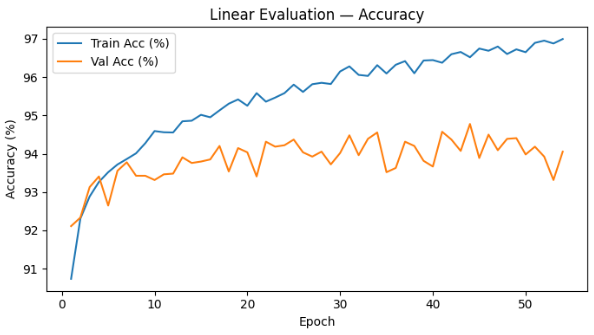 Linear Evaluation — Accuracy
Train Acc (%)
Val Acc (%)
Accuracy (%)
97
96
95
94
93
92
91
0 10 20 30 40 50
Epoch